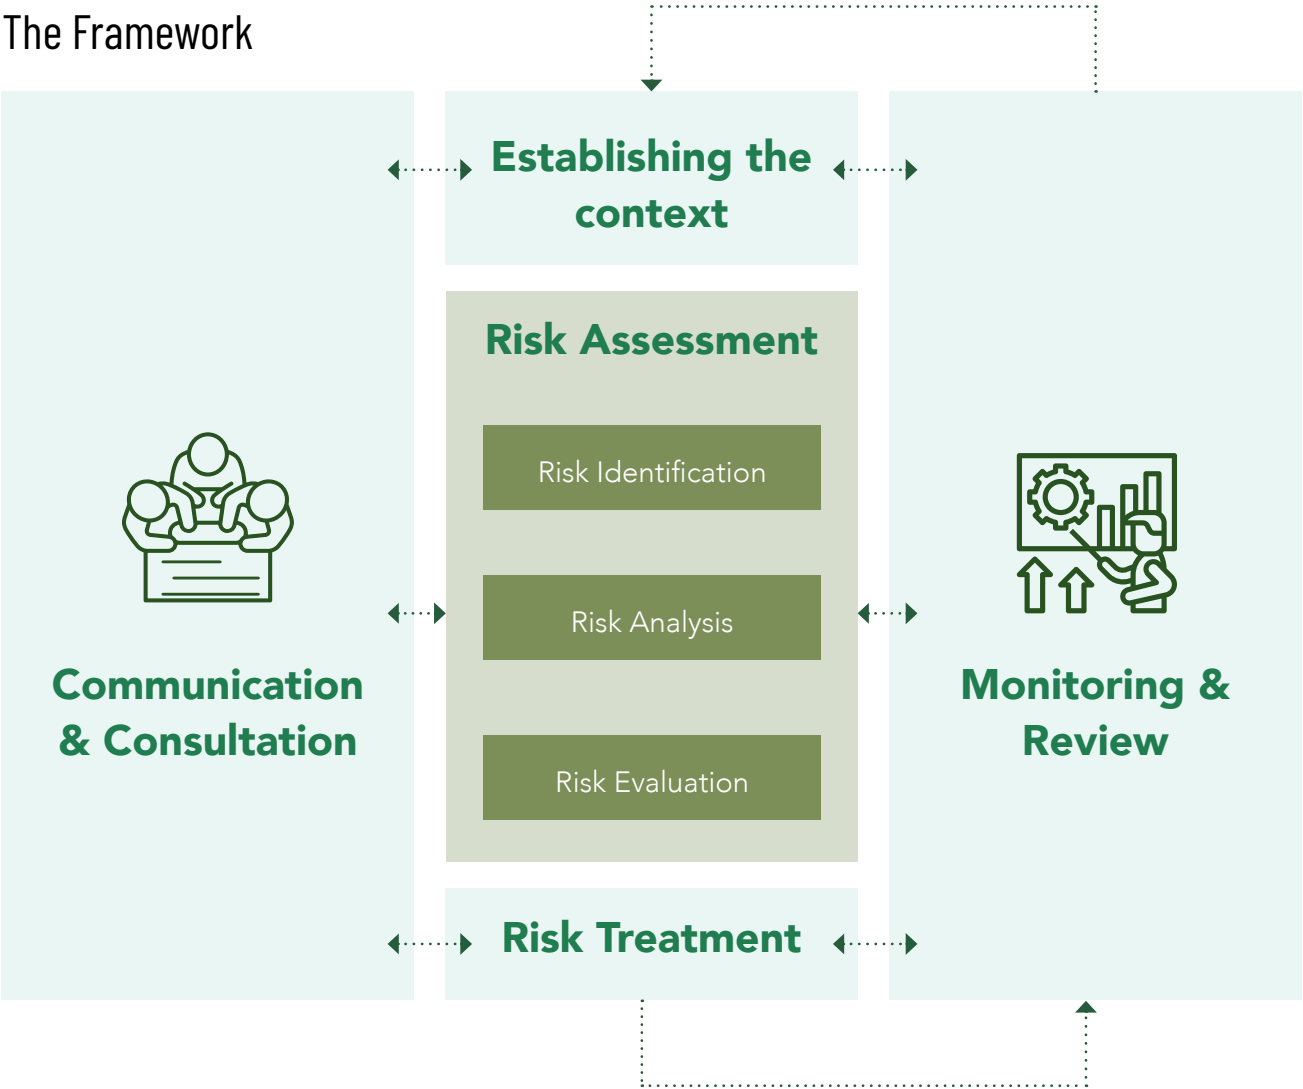 The Framework
Establishing the
context
Risk Assessment
Risk Identification
Risk Analysis
Risk Evaluation
Communication
& Consultation
Monitoring &
Review
Risk Treatment